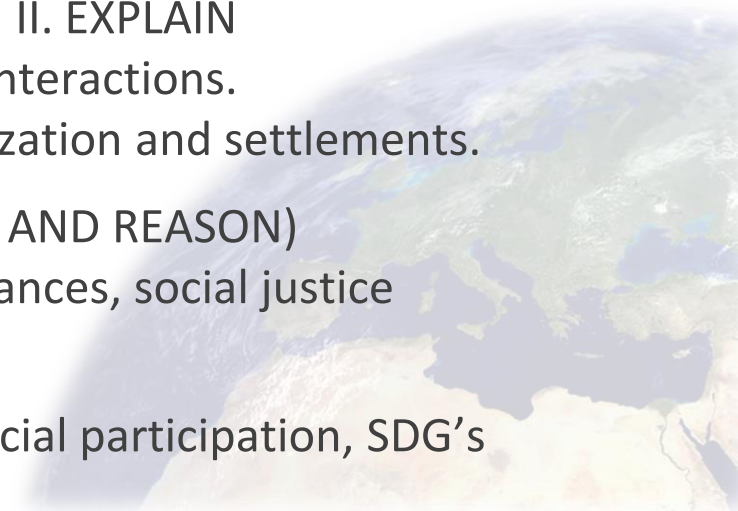 II. EXPLAIN
nteractions.
zation and settlements.
AND REASON)
ances, social justice
cial participation, SDG’s